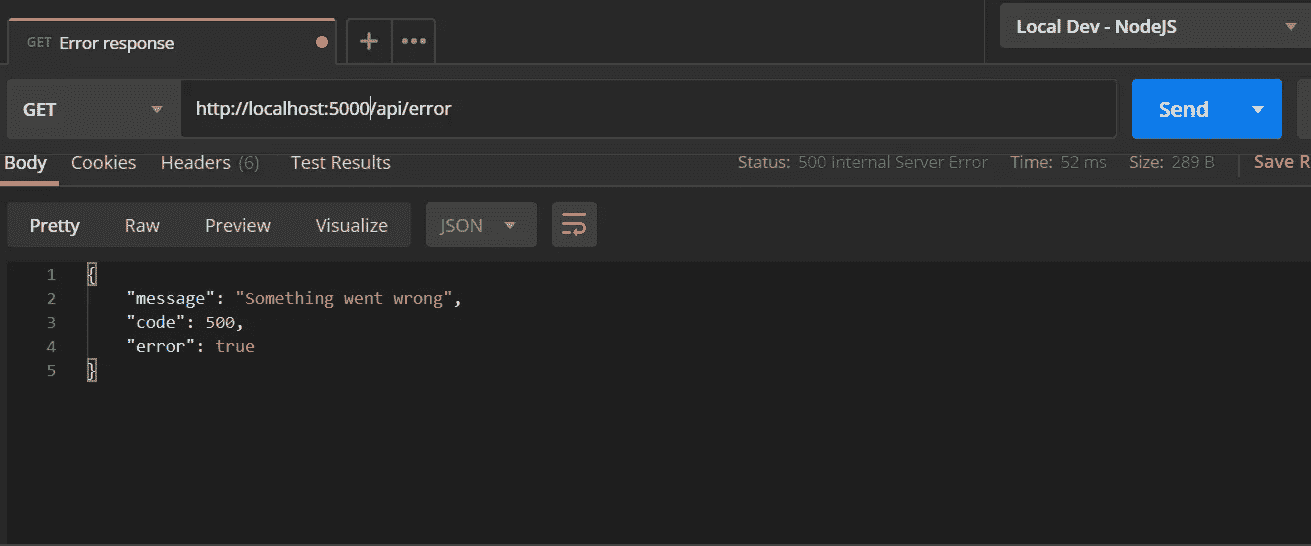 GET Error response
Local Dev - NodeJS
GET http://localhost:5000/api/error Send
Body Cookies Headers (6) Test Results Status: 500 Internal Server Error Time: 52 ms Size: 289 B Save R
Pretty Raw Preview Visualize JSON
1 {
2 "message": "Something went wrong",
3 "code": 500,
4 "error": true
5 }